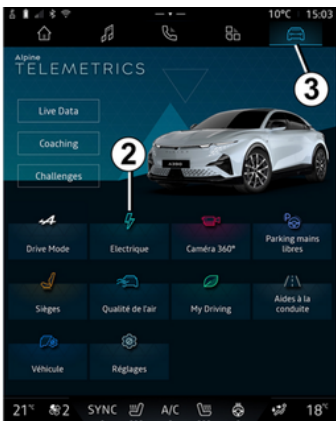 10°C 15:03
Alpine
TELEMETRICS
3
Live Data
Coaching
Challenges
2
Drive Mode
Electrique
Caméra 360°
Parking mains
libres
Sièges
Qualité de l'air
My Driving
Aides à la
conduite
Véhicule
Réglages
21°C 2 SYNC A/C 18°C